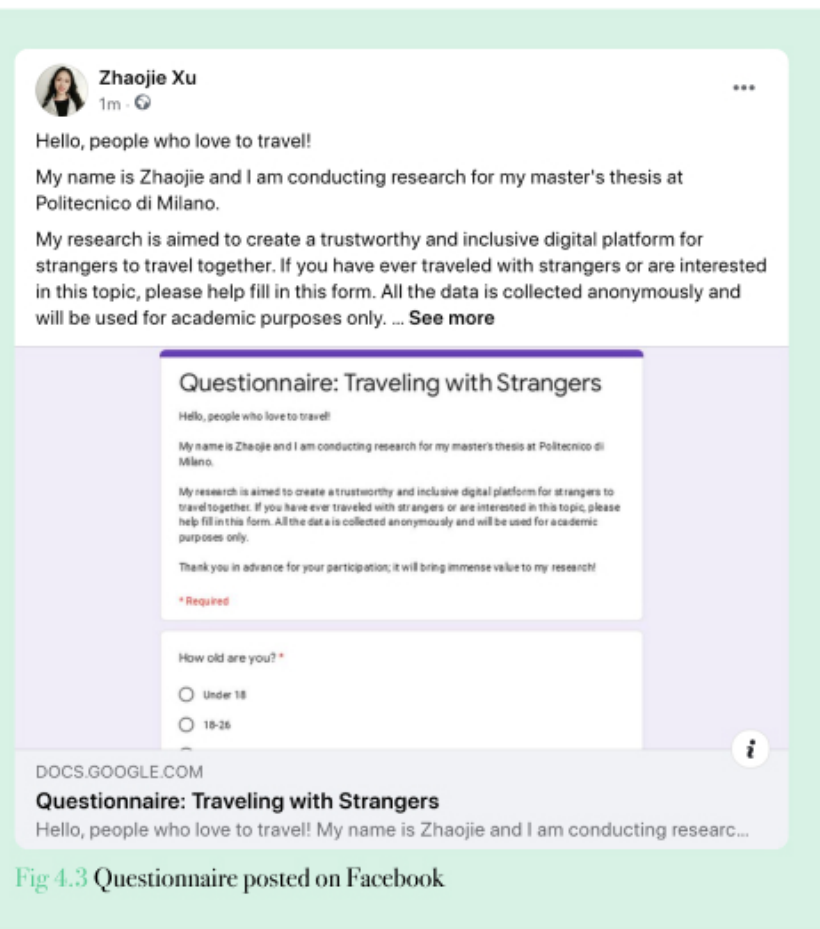 Zhaojie Xu
1m ·
Hello, people who love to travel!
My name is Zhaojie and I am conducting research for my master's thesis at
Politecnico di Milano.
My research is aimed to create a trustworthy and inclusive digital platform for
strangers to travel together. If you have ever traveled with strangers or are interested
in this topic, please help fill in this form. All the data is collected anonymously and
will be used for academic purposes only. ... See more
Questionnaire: Traveling with Strangers
Hello, people who love to travel!
My name is Zhaojie and I am conducting research for my master's thesis at Politecnico di
Milano.
My research is aimed to create a trustworthy and inclusive digital platform for strangers to
travel together. If you have ever traveled with strangers or are interested in this topic, please
help fill in this form. All the data is collected anonymously and will be used for academic
purposes only.
Thank you in advance for your participation; it will bring immense value to my research!
* Required
How old are you? *
Under 18
18-26
DOCS.GOOGLE.COM
Questionnaire: Traveling with Strangers
Hello, people who love to travel! My name is Zhaojie and I am conducting researc...
Fig 4.3 Questionnaire posted on Facebook